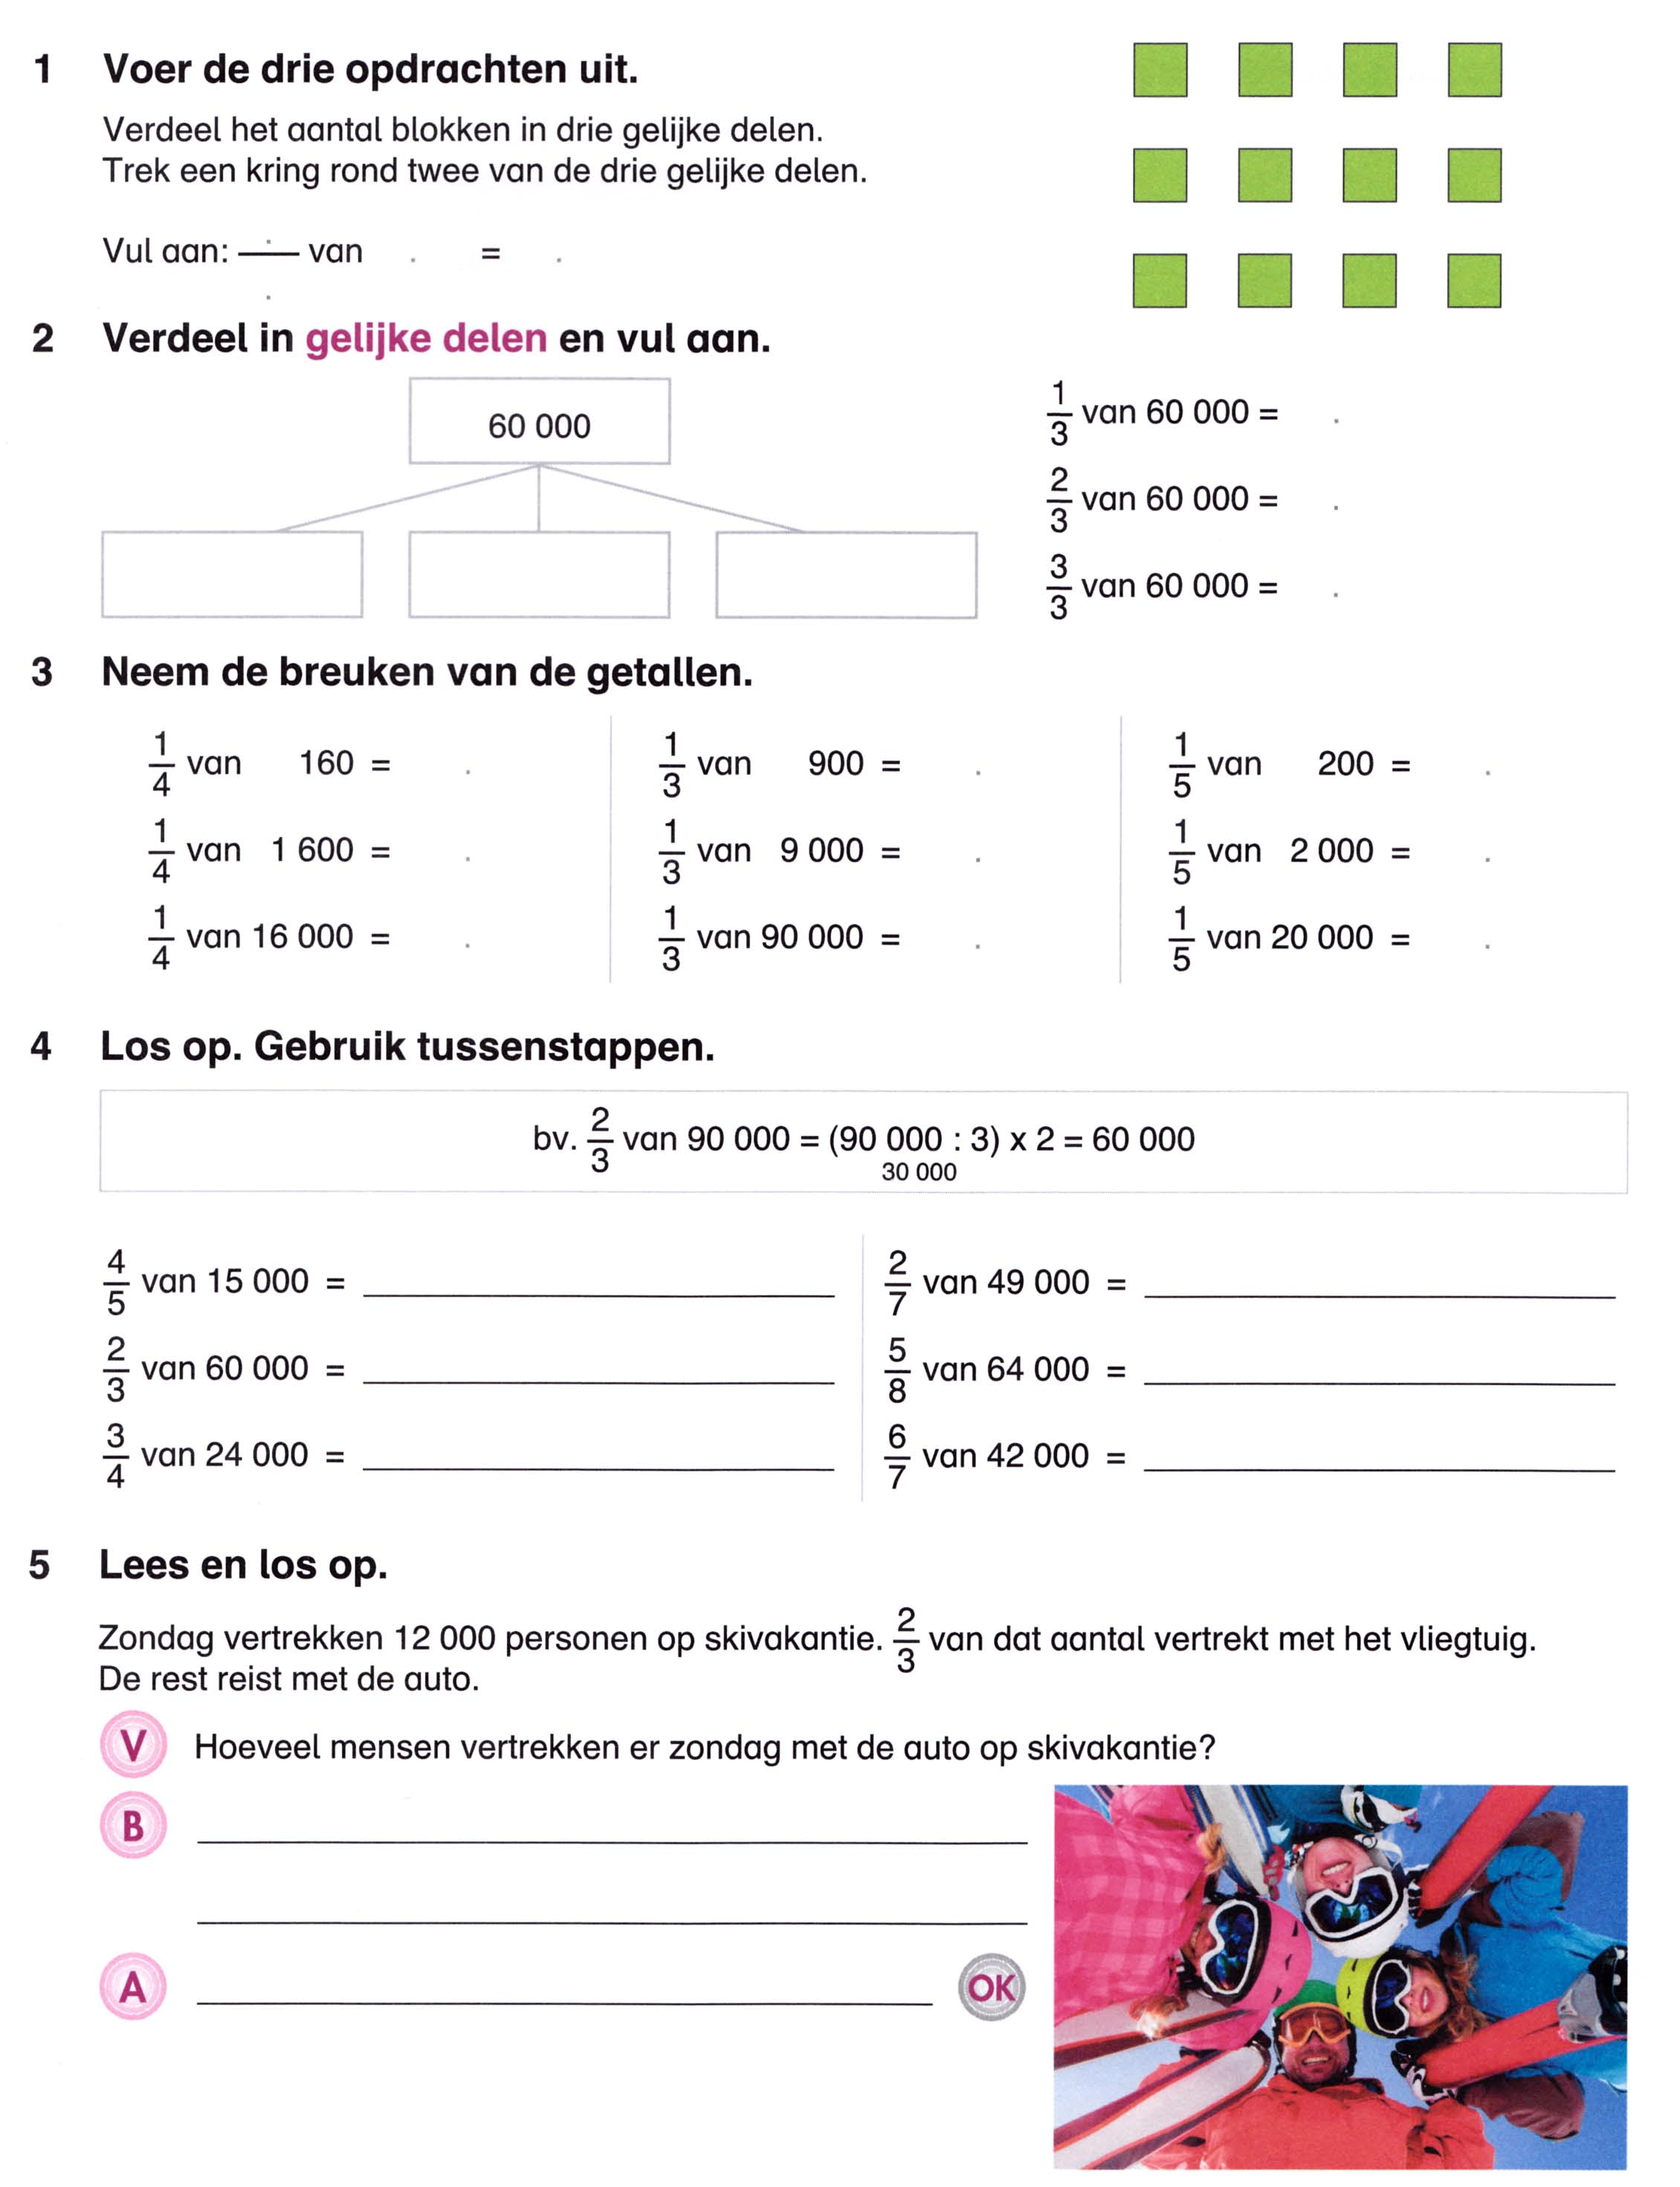 1 Voer de drie opdrachten uit.
Verdeel het aantal blokken in drie gelijke delen.
Trek een kring rond twee van de drie gelijke delen.
Vul aan: —— van . = .
2 Verdeel in gelijke delen en vul aan.
60 000
1/3 van 60 000 = .
2/3 van 60 000 = .
3/3 van 60 000 = .
3 Neem de breuken van de getallen.
1/4 van 160 = .
1/4 van 1 600 = .
1/4 van 16 000 = .
1/3 van 900 = .
1/3 van 9 000 = .
1/3 van 90 000 = .
1/5 van 200 = .
1/5 van 2 000 = .
1/5 van 20 000 = .
4 Los op. Gebruik tussenstappen.
bv. 2/3 van 90 000 = (90 000 : 3) x 2 = 60 000
30 000
4/5 van 15 000 =
2/3 van 60 000 =
3/4 van 24 000 =
2/7 van 49 000 =
5/8 van 64 000 =
6/7 van 42 000 =
5 Lees en los op.
Zondag vertrekken 12 000 personen op skivakantie. 2/3 van dat aantal vertrekt met het vliegtuig.
De rest reist met de auto.
V Hoeveel mensen vertrekken er zondag met de auto op skivakantie?
B
A
OK